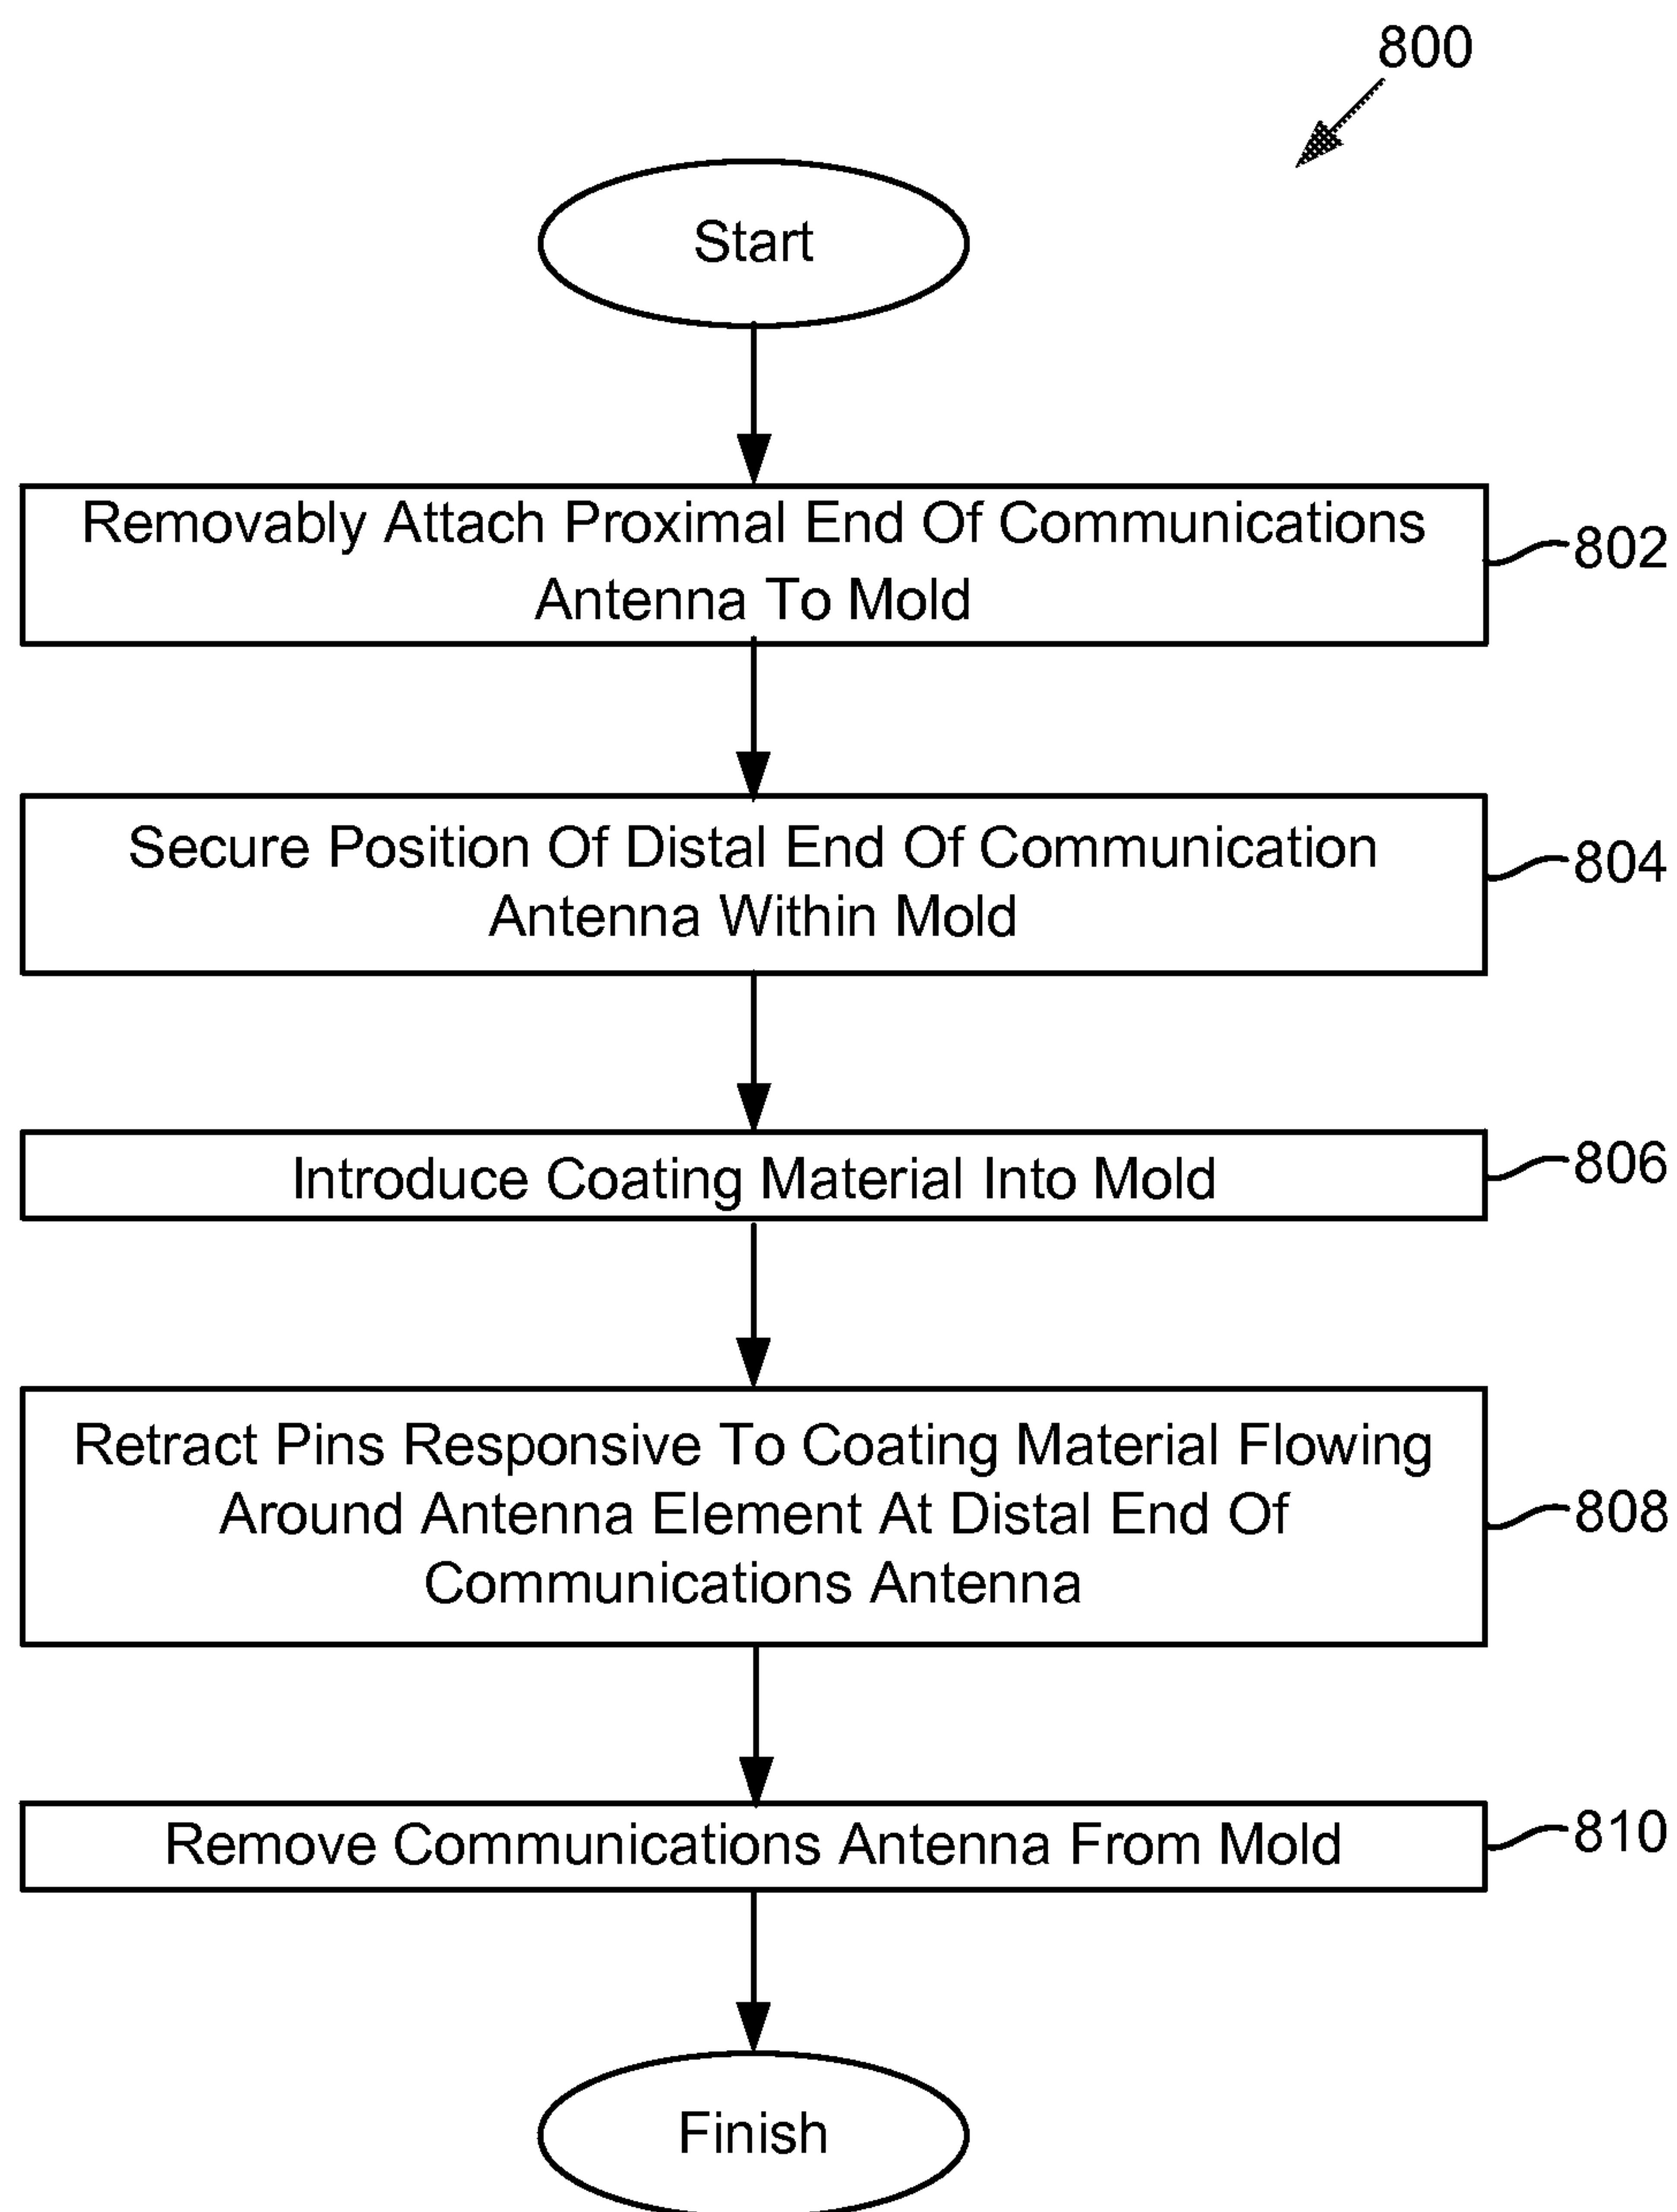 800
Start
Removably Attach Proximal End Of Communications
Antenna To Mold
802
Secure Position Of Distal End Of Communication
Antenna Within Mold
804
Introduce Coating Material Into Mold
806
Retract Pins Responsive To Coating Material Flowing
Around Antenna Element At Distal End Of
Communications Antenna
808
Remove Communications Antenna From Mold
810
Finish